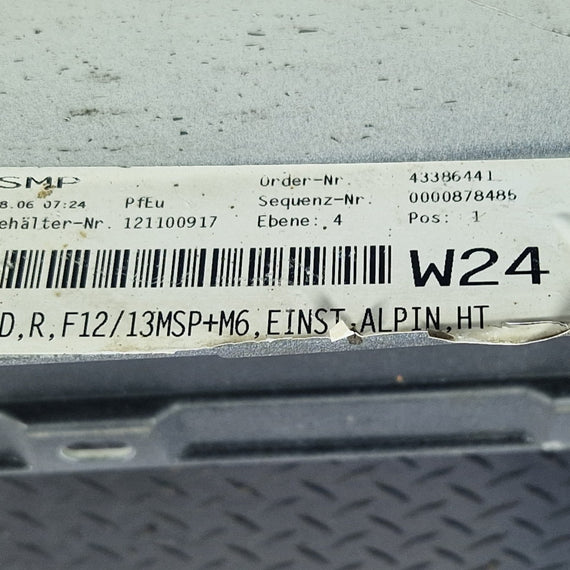 SMP Order-Nr. 43386441
8.06 07:24 PfEu Sequenz-Nr. 0000878485
ehälter-Nr. 121100917 Ebene: 4 Pos: 1
W24
D,R,F12/13MSP+M6,EINST,ALPIN,HT